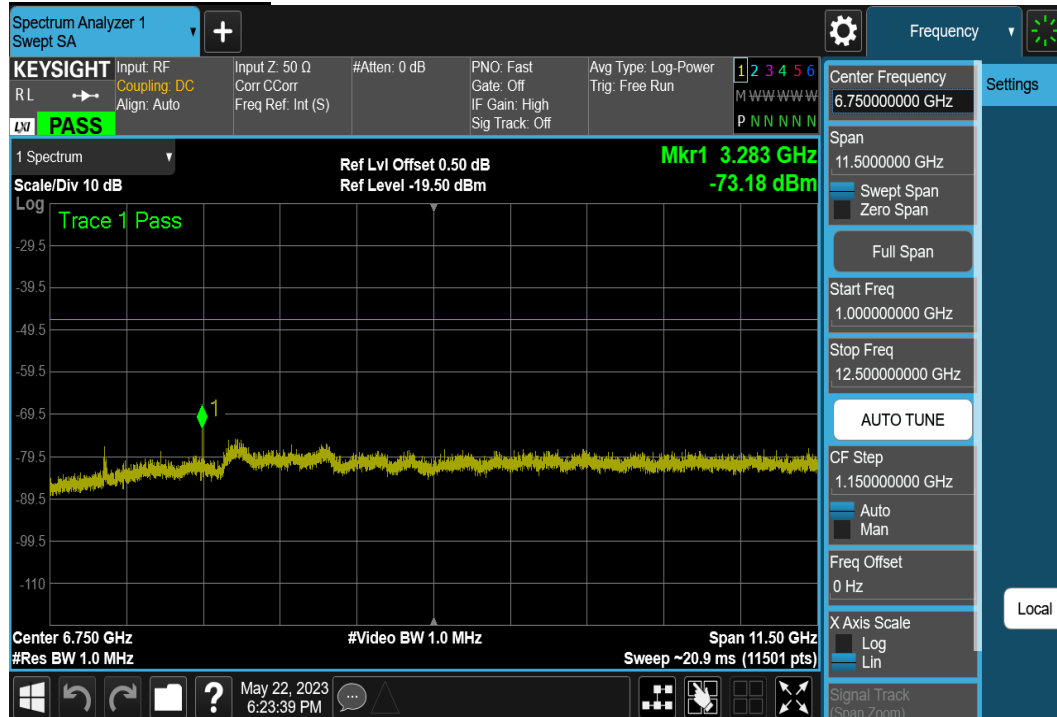 Spectrum Analyzer 1
Swept SA
+
Frequency
KEYSIGHT
RL
LXI PASS
Input: RF
Coupling: DC
Align: Auto
Input Z: 50 Ω
Corr CCorr
Freq Ref: Int (S)
#Atten: 0 dB
PNO: Fast
Gate: Off
IF Gain: High
Sig Track: Off
Avg Type: Log-Power
Trig: Free Run
1 2 3 4 5 6
M W W W W W
P N N N N N
1 Spectrum
Scale/Div 10 dB
Log
Ref Lvl Offset 0.50 dB
Ref Level -19.50 dBm
Mkr1 3.283 GHz
-73.18 dBm
Trace 1 Pass
-29.5
-39.5
-49.5
-59.5
-69.5
1
-79.5
-89.5
-99.5
-110
Center 6.750 GHz
#Res BW 1.0 MHz
#Video BW 1.0 MHz
Span 11.50 GHz
Sweep ~20.9 ms (11501 pts)
?
May 22, 2023
6:23:39 PM
Center Frequency
6.750000000 GHz
Span
11.5000000 GHz
Swept Span
Zero Span
Full Span
Start Freq
1.000000000 GHz
Stop Freq
12.500000000 GHz
AUTO TUNE
CF Step
1.150000000 GHz
Auto
Man
Freq Offset
0 Hz
X Axis Scale
Log
Lin
Signal Track
(Span Zoom)
Settings
Local